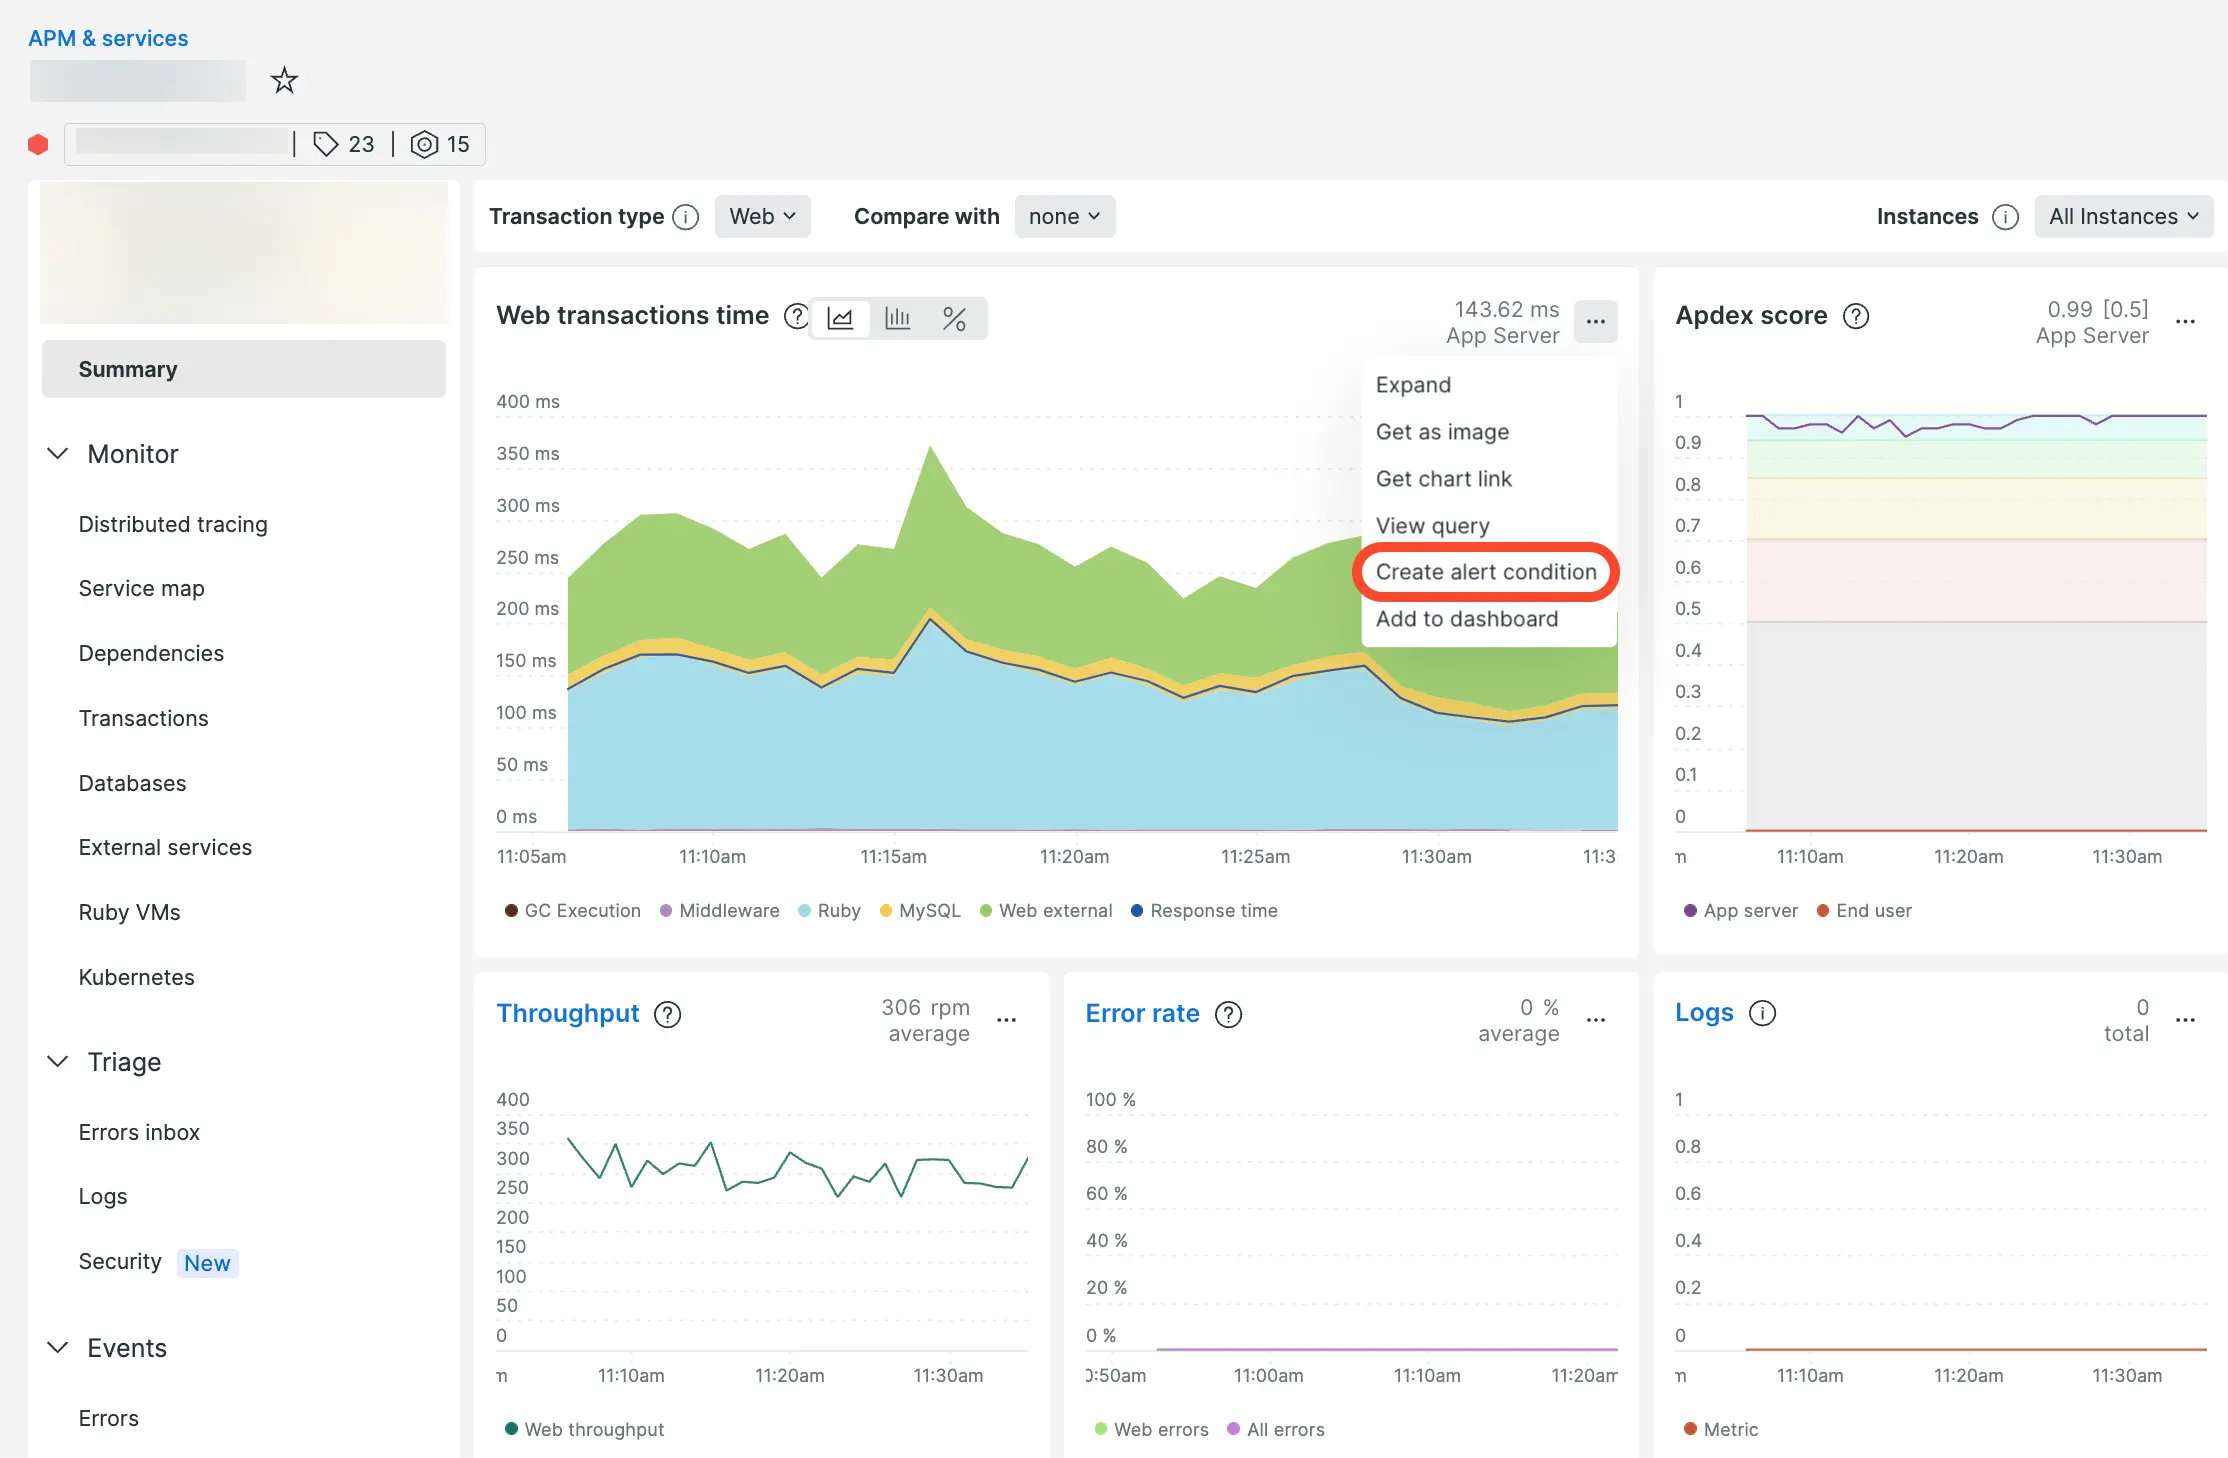 APM & services
23
15
Transaction type
Web
Compare with
none
Instances
All Instances
Summary
Monitor
Distributed tracing
Service map
Dependencies
Transactions
Databases
External services
Ruby VMs
Kubernetes
Triage
Errors inbox
Logs
Security New
Events
Errors
Web transactions time
%
143.62 ms
App Server
Expand
Get as image
Get chart link
View query
Create alert condition
Add to dashboard
400 ms
350 ms
300 ms
250 ms
200 ms
150 ms
100 ms
50 ms
0 ms
11:05am 11:10am 11:15am 11:20am 11:25am 11:30am 11:3
GC Execution Middleware Ruby MySQL Web external Response time
Apdex score
0.99 [0.5]
App Server
1
0.9
0.8
0.7
0.6
0.5
0.4
0.3
0.2
0.1
0
m 11:10am 11:20am 11:30am
App server End user
Throughput
306 rpm
average
400
350
300
250
200
150
100
50
0
m 11:10am 11:20am 11:30am
Web throughput
Error rate
0 %
average
100 %
80 %
60 %
40 %
20 %
0 %
0:50am 11:00am 11:10am 11:20am
Web errors All errors
Logs
0
total
1
0.8
0.6
0.4
0.2
0
m 11:10am 11:20am 11:30am
Metric